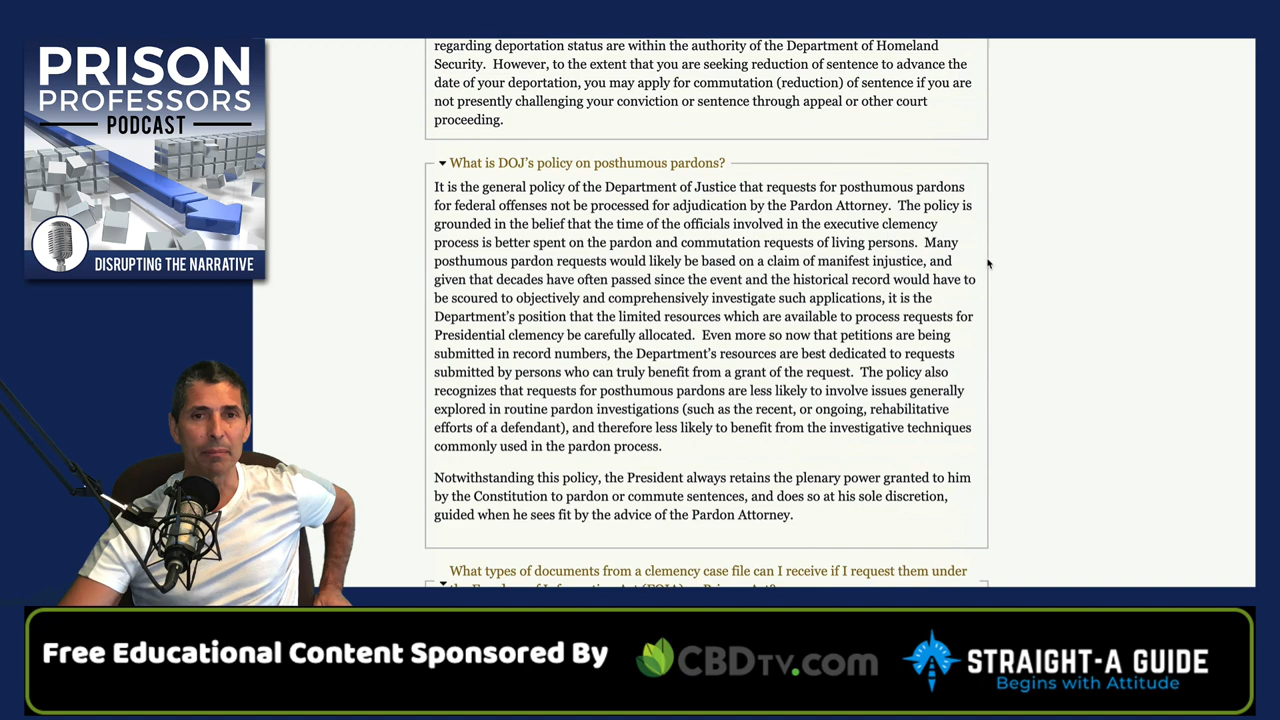 PRISON
PROFESSORS
PODCAST
DISRUPTING THE NARRATIVE
regarding deportation status are within the authority of the Department of Homeland
Security.  However, to the extent that you are seeking reduction of sentence to advance the
date of your deportation, you may apply for commutation (reduction) of sentence if you are
not presently challenging your conviction or sentence through appeal or other court
proceeding.
What is DOJ’s policy on posthumous pardons?
It is the general policy of the Department of Justice that requests for posthumous pardons
for federal offenses not be processed for adjudication by the Pardon Attorney.  The policy is
grounded in the belief that the time of the officials involved in the executive clemency
process is better spent on the pardon and commutation requests of living persons.  Many
posthumous pardon requests would likely be based on a claim of manifest injustice, and
given that decades have often passed since the event and the historical record would have to
be scoured to objectively and comprehensively investigate such applications, it is the
Department’s position that the limited resources which are available to process requests for
Presidential clemency be carefully allocated.  Even more so now that petitions are being
submitted in record numbers, the Department’s resources are best dedicated to requests
submitted by persons who can truly benefit from a grant of the request.  The policy also
recognizes that requests for posthumous pardons are less likely to involve issues generally
explored in routine pardon investigations (such as the recent, or ongoing, rehabilitative
efforts of a defendant), and therefore less likely to benefit from the investigative techniques
commonly used in the pardon process.
Notwithstanding this policy, the President always retains the plenary power granted to him
by the Constitution to pardon or commute sentences, and does so at his sole discretion,
guided when he sees fit by the advice of the Pardon Attorney.
What types of documents from a clemency case file can I receive if I request them under
Free Educational Content Sponsored By
CBDTV.com
STRAIGHT-A GUIDE
Begins with Attitude